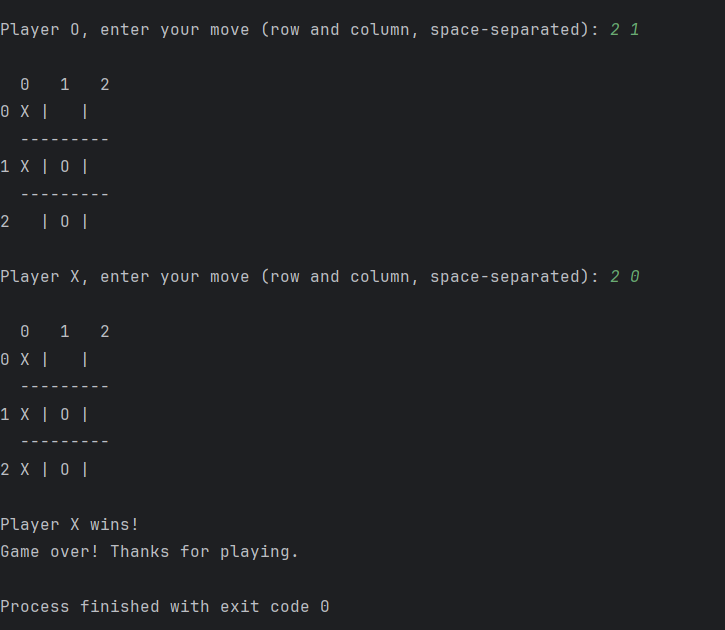 Player O, enter your move (row and column, space-separated): 2 1
  0   1   2
0 X |   |
  ---------
1 X | O |
  ---------
2   | O |
Player X, enter your move (row and column, space-separated): 2 0
  0   1   2
0 X |   |
  ---------
1 X | O |
  ---------
2 X | O |
Player X wins!
Game over! Thanks for playing.
Process finished with exit code 0